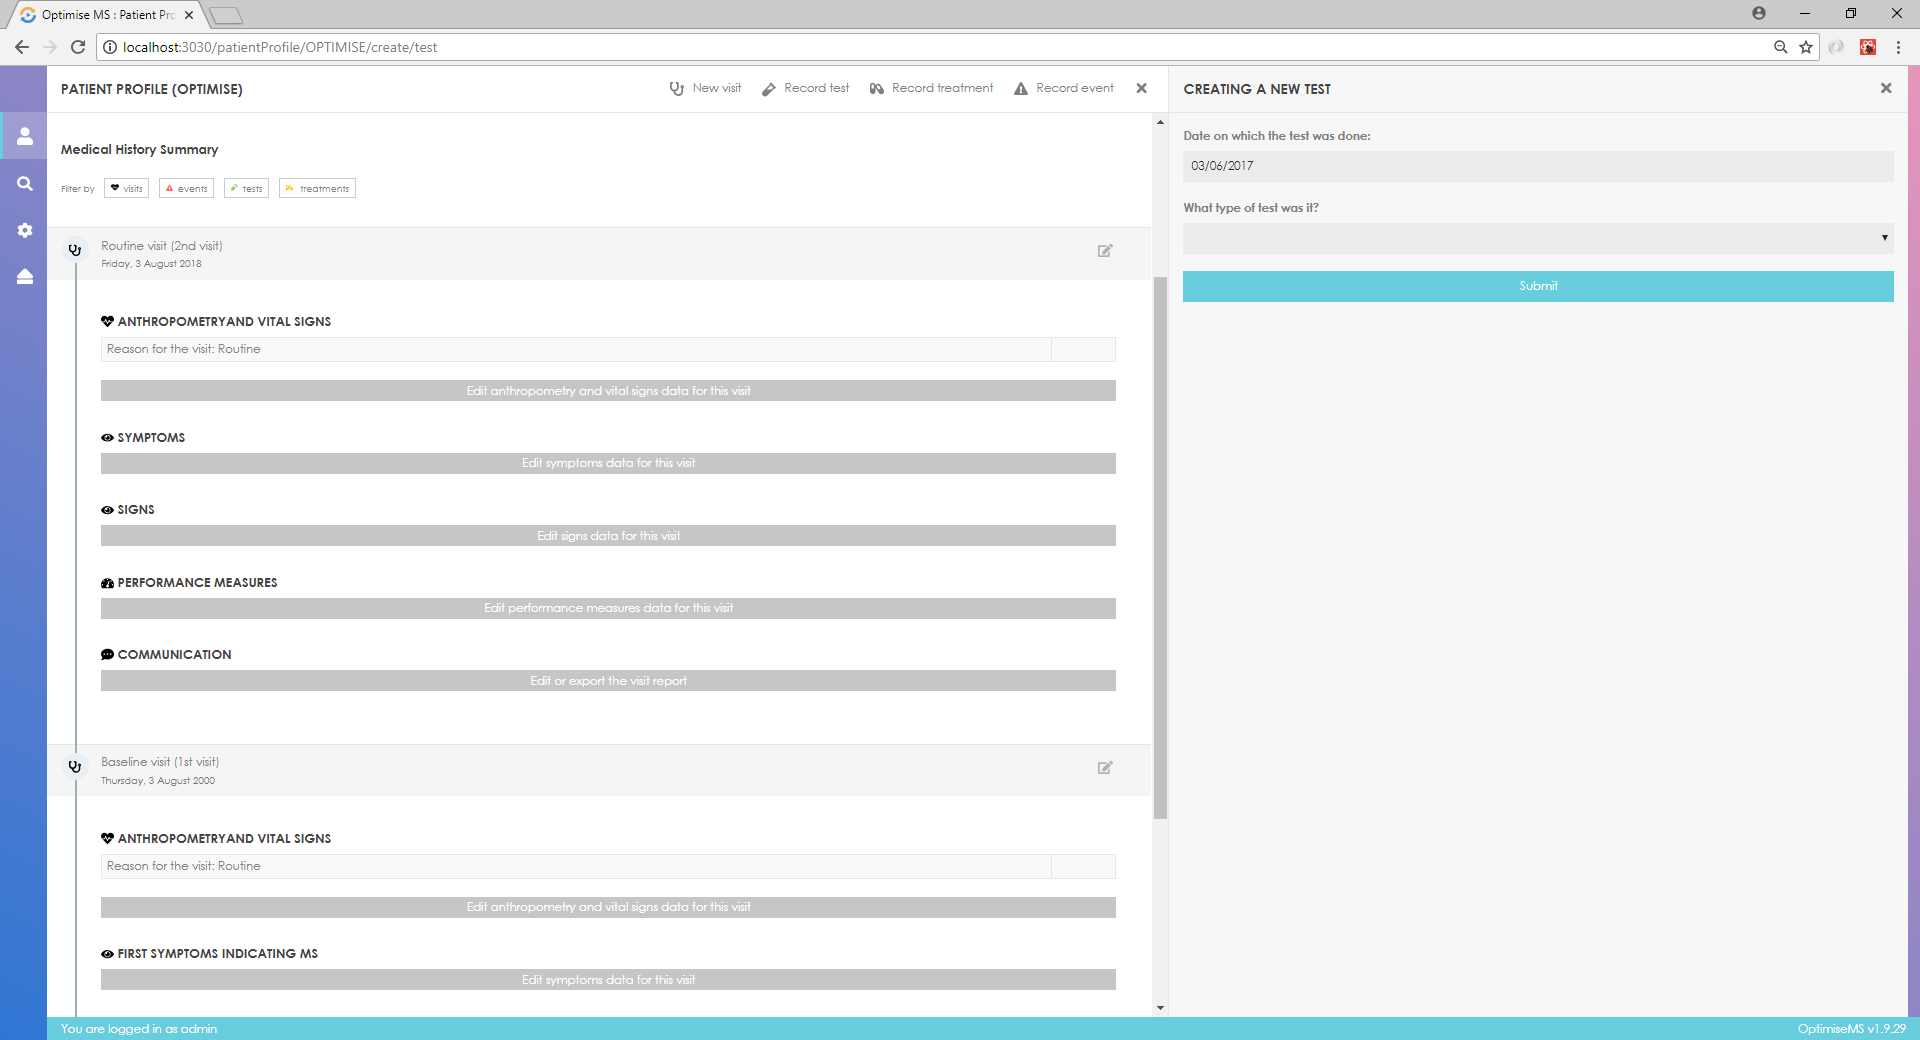 Optimise MS : Patient Pro
localhost:3030/patientProfile/OPTIMISE/create/test
PATIENT PROFILE (OPTIMISE)
New visit
Record test
Record treatment
Record event
Medical History Summary
Filter by
visits
events
tests
treatments
Routine visit (2nd visit)
Friday, 3 August 2018
ANTHROPOMETRYAND VITAL SIGNS
Reason for the visit: Routine
Edit anthropometry and vital signs data for this visit
SYMPTOMS
Edit symptoms data for this visit
SIGNS
Edit signs data for this visit
PERFORMANCE MEASURES
Edit performance measures data for this visit
COMMUNICATION
Edit or export the visit report
Baseline visit (1st visit)
Thursday, 3 August 2000
ANTHROPOMETRYAND VITAL SIGNS
Reason for the visit: Routine
Edit anthropometry and vital signs data for this visit
FIRST SYMPTOMS INDICATING MS
Edit symptoms data for this visit
CREATING A NEW TEST
Date on which the test was done:
03/06/2017
What type of test was it?
Submit
You are logged in as admin
OptimiseMS v1.9.29